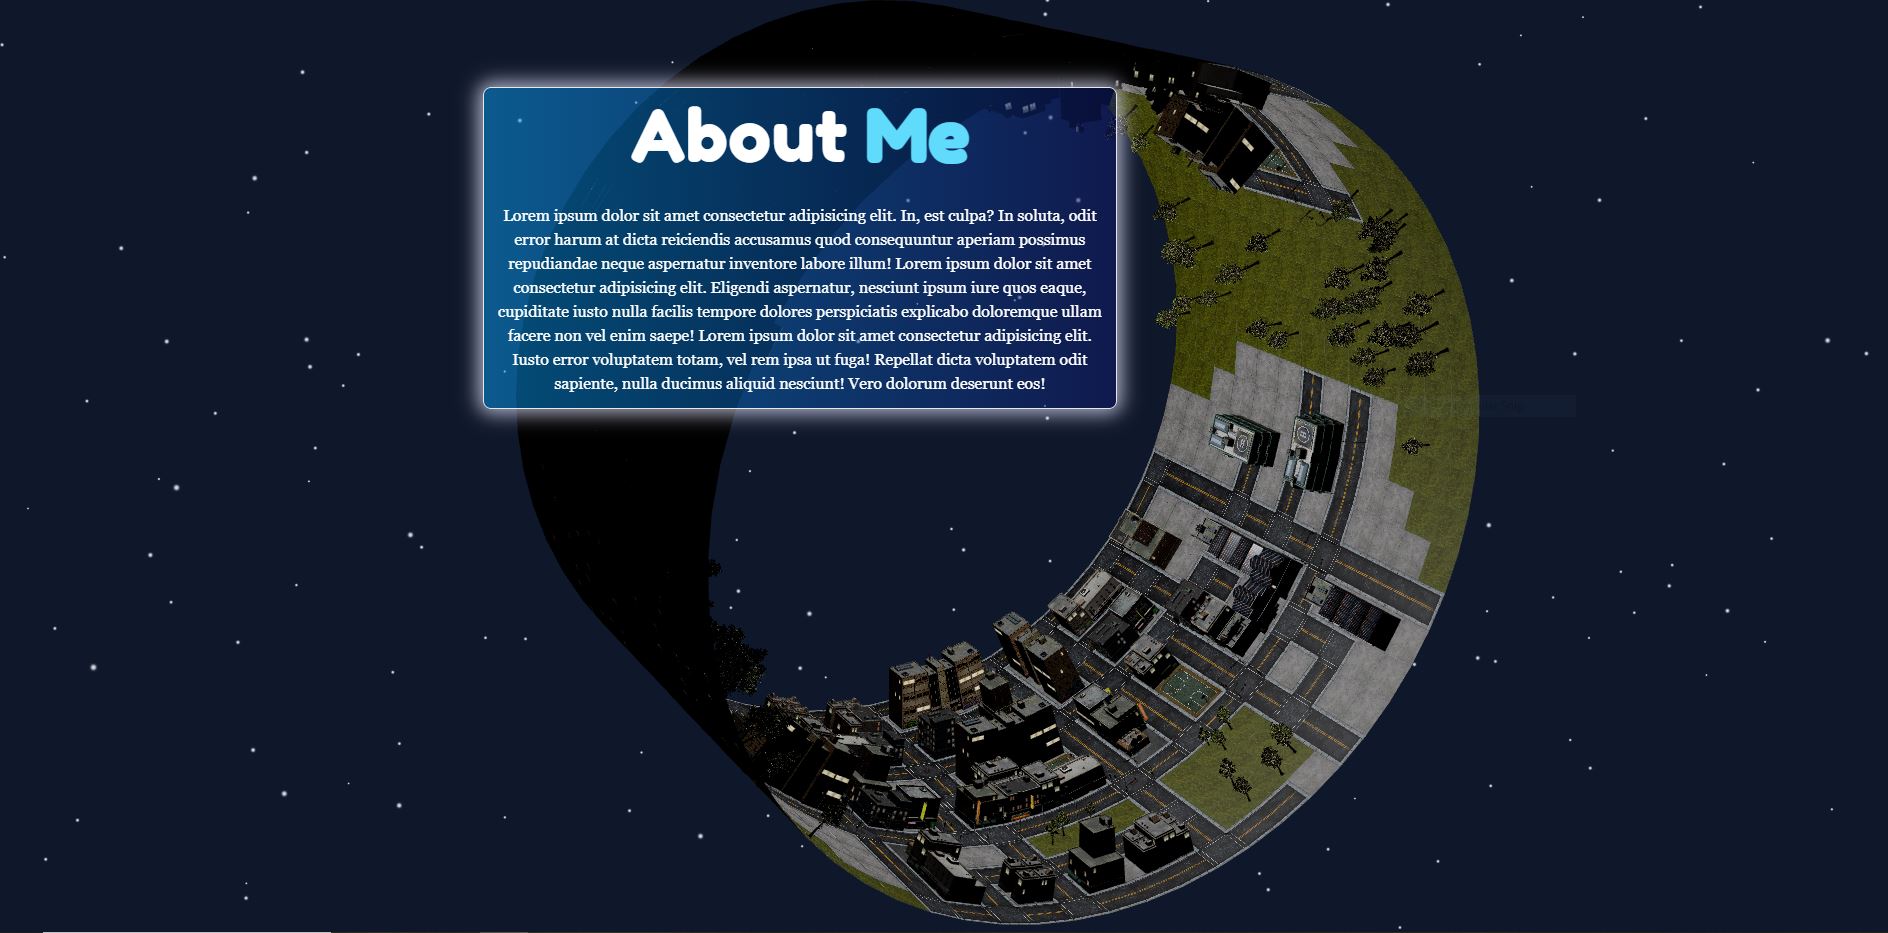 About Me
Lorem ipsum dolor sit amet consectetur adipisicing elit. In, est culpa? In soluta, odit
error harum at dicta reiciendis accusamus quod consequuntur aperiam possimus
repudiandae neque aspernatur inventore labore illum! Lorem ipsum dolor sit amet
consectetur adipisicing elit. Eligendi aspernatur, nesciunt ipsum iure quos eaque,
cupiditate iusto nulla facilis tempore dolores perspiciatis explicabo doloremque ullam
facere non vel enim saepe! Lorem ipsum dolor sit amet consectetur adipisicing elit.
Iusto error voluptatem totam, vel rem ipsa ut fuga! Repellat dicta voluptatem odit
sapiente, nulla ducimus aliquid nesciunt! Vero dolorum deserunt eos!